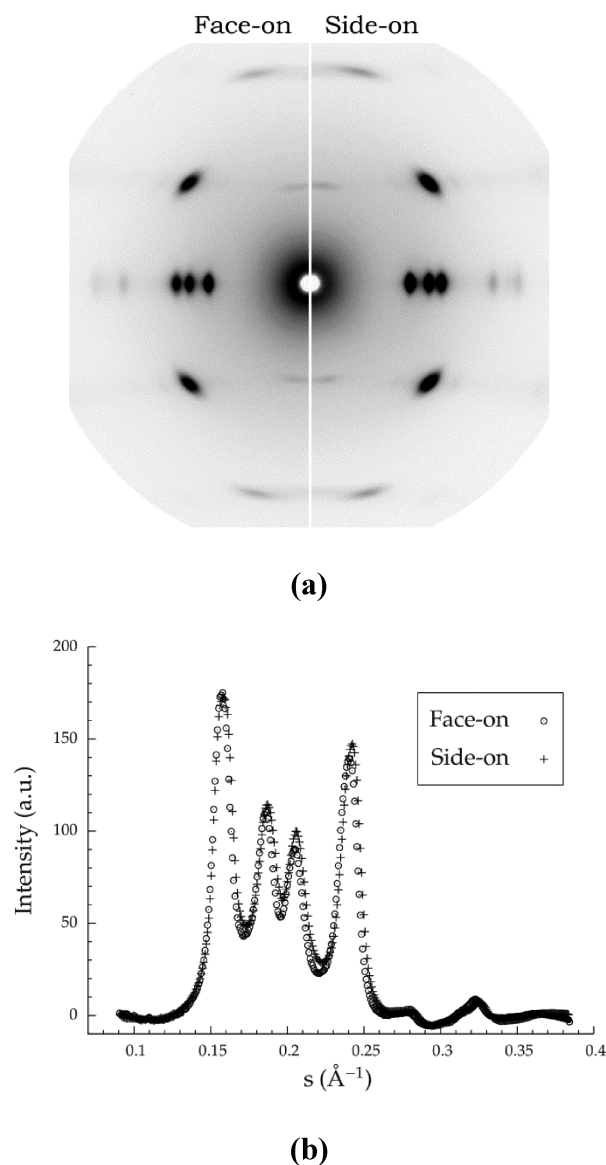 Face-on Side-on
(a)
200
150
100
50
0
Intensity (a.u.)
Face-on ○
Side-on +
0.1 0.15 0.2 0.25 0.3 0.35 0.4
s (Å⁻¹)
(b)